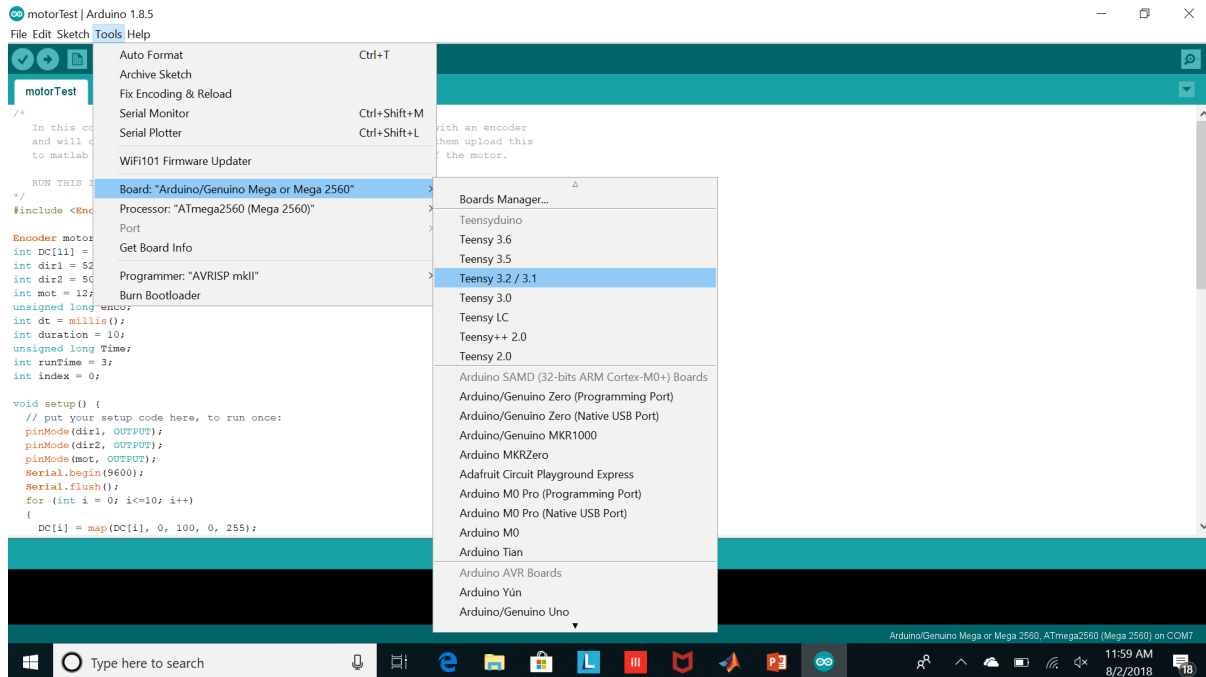 motorTest | Arduino 1.8.5
File Edit Sketch Tools Help
motorTest
Auto Format Ctrl+T
Archive Sketch
Fix Encoding & Reload
Serial Monitor Ctrl+Shift+M
Serial Plotter Ctrl+Shift+L
WiFi101 Firmware Updater
Board: "Arduino/Genuino Mega or Mega 2560"
Processor: "ATmega2560 (Mega 2560)"
Port
Get Board Info
Programmer: "AVRISP mkII"
Burn Bootloader
Boards Manager...
Teensyduino
Teensy 3.6
Teensy 3.5
Teensy 3.2 / 3.1
Teensy 3.0
Teensy LC
Teensy++ 2.0
Teensy 2.0
Arduino SAMD (32-bits ARM Cortex-M0+) Boards
Arduino/Genuino Zero (Programming Port)
Arduino/Genuino Zero (Native USB Port)
Arduino/Genuino MKR1000
Arduino MKRZero
Adafruit Circuit Playground Express
Arduino M0 Pro (Programming Port)
Arduino M0 Pro (Native USB Port)
Arduino M0
Arduino Tian
Arduino AVR Boards
Arduino Yún
Arduino/Genuino Uno
/*
In this co ith an encoder
and will hem upload this
to matlab the motor.
RUN THIS
*/
#include <Enc
Encoder motor
int DC[11] =
int dir1 = 52
int dir2 = 50
int mot = 12;
unsigned long enco;
int dt = millis();
int duration = 10;
unsigned long Time;
int runTime = 3;
int index = 0;
void setup() {
// put your setup code here, to run once:
pinMode(dir1, OUTPUT);
pinMode(dir2, OUTPUT);
pinMode(mot, OUTPUT);
Serial.begin(9600);
Serial.flush();
for (int i = 0; i<=10; i++)
{
DC[i] = map(DC[i], 0, 100, 0, 255);
Arduino/Genuino Mega or Mega 2560, ATmega2560 (Mega 2560) on COM7
Type here to search
11:59 AM
8/2/2018
18